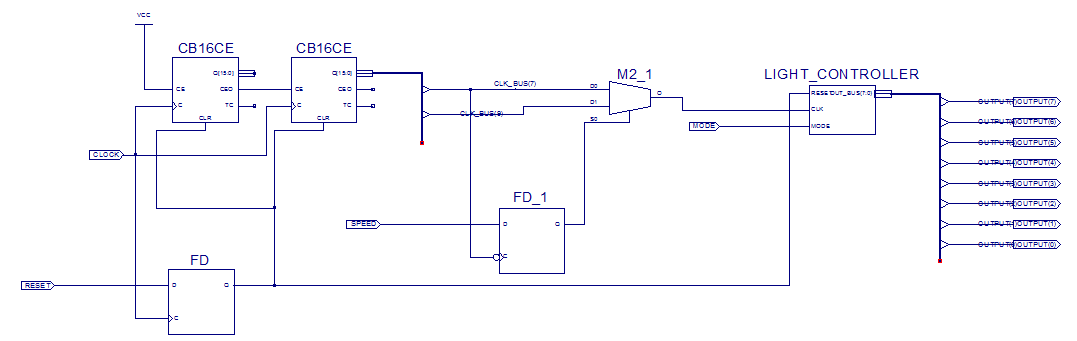 VCC
CB16CE
CB16CE
M2_1
LIGHT_CONTROLLER
Q[15:0]
Q[15:0]
CE
CEO
CE
CEO
C
TC
C
TC
CLR
CLR
CLK_BUS(7)
CLK_BUS(9)
D0
D1
S0
O
RESET
OUT_BUS(7:0)
CLK
MODE
MODE
OUTPUT(7)
OUTPUT(6)
OUTPUT(5)
OUTPUT(4)
OUTPUT(3)
OUTPUT(2)
OUTPUT(1)
OUTPUT(0)
CLOCK
FD_1
SPEED
D
Q
C
FD
RESET
D
Q
C